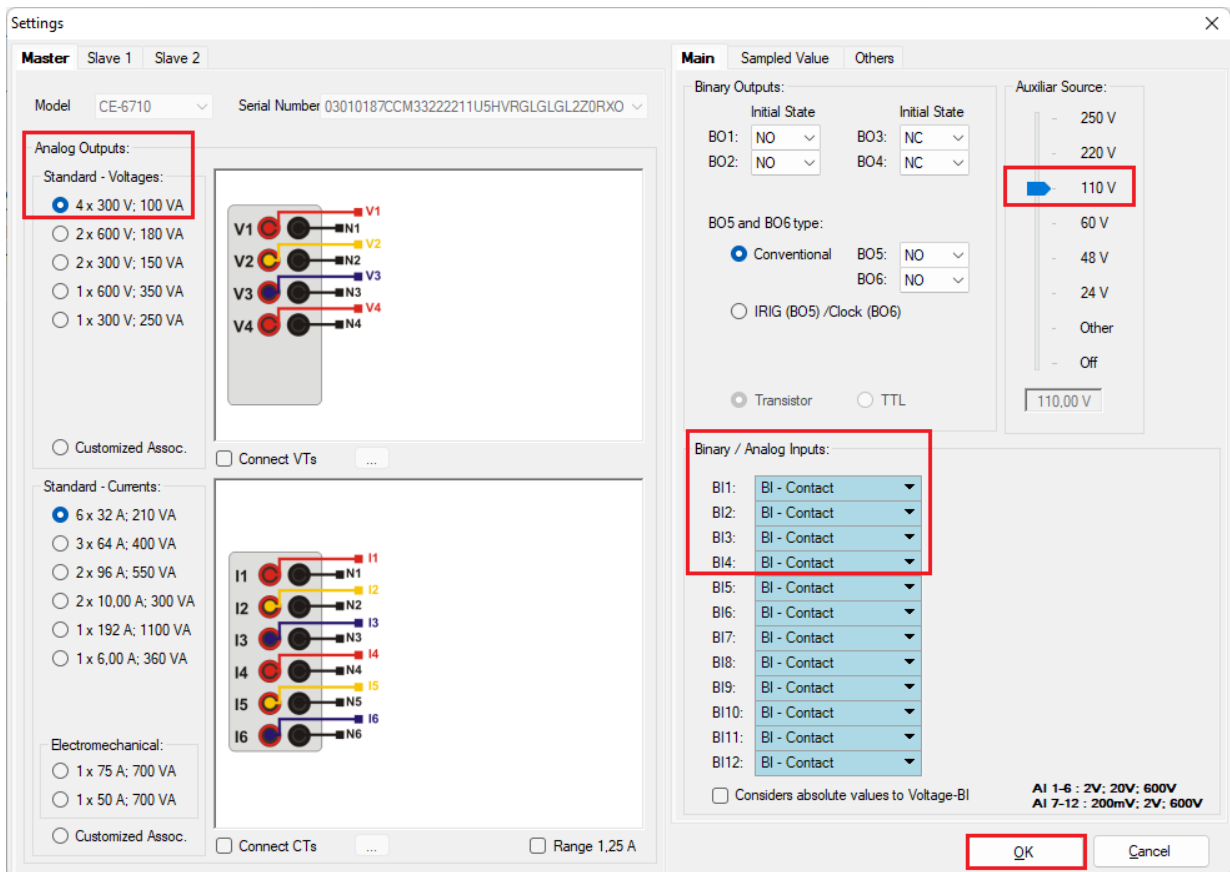 Settings
Master Slave 1 Slave 2
Model CE-6710 Serial Number 03010187CCM33222211U5HVRGLGLGL2Z0RXO
Analog Outputs:
Standard - Voltages:
4 x 300 V; 100 VA
2 x 600 V; 180 VA
2 x 300 V; 150 VA
1 x 600 V; 350 VA
1 x 300 V; 250 VA
Customized Assoc.
V1 V1 N1
V2 V2 N2
V3 V3 N3
V4 V4 N4
Connect VTs ...
Standard - Currents:
6 x 32 A; 210 VA
3 x 64 A; 400 VA
2 x 96 A; 550 VA
2 x 10,00 A; 300 VA
1 x 192 A; 1100 VA
1 x 6,00 A; 360 VA
Electromechanical:
1 x 75 A; 700 VA
1 x 50 A; 700 VA
Customized Assoc.
I1 I1 N1
I2 I2 N2
I3 I3 N3
I4 I4 N4
I5 I5 N5
I6 I6 N6
Connect CTs ... Range 1,25 A
Main Sampled Value Others
Binary Outputs:
Initial State Initial State
BO1: NO BO3: NC
BO2: NO BO4: NC
BO5 and BO6 type:
Conventional BO5: NO
BO6: NO
IRIG (BO5) /Clock (BO6)
Transistor TTL
Auxiliar Source:
250 V
220 V
110 V
60 V
48 V
24 V
Other
Off
110,00 V
Binary / Analog Inputs:
BI1: BI - Contact
BI2: BI - Contact
BI3: BI - Contact
BI4: BI - Contact
BI5: BI - Contact
BI6: BI - Contact
BI7: BI - Contact
BI8: BI - Contact
BI9: BI - Contact
BI10: BI - Contact
BI11: BI - Contact
BI12: BI - Contact
Considers absolute values to Voltage-BI
AI 1-6 : 2V; 20V; 600V
AI 7-12 : 200mV; 2V; 600V
OK Cancel